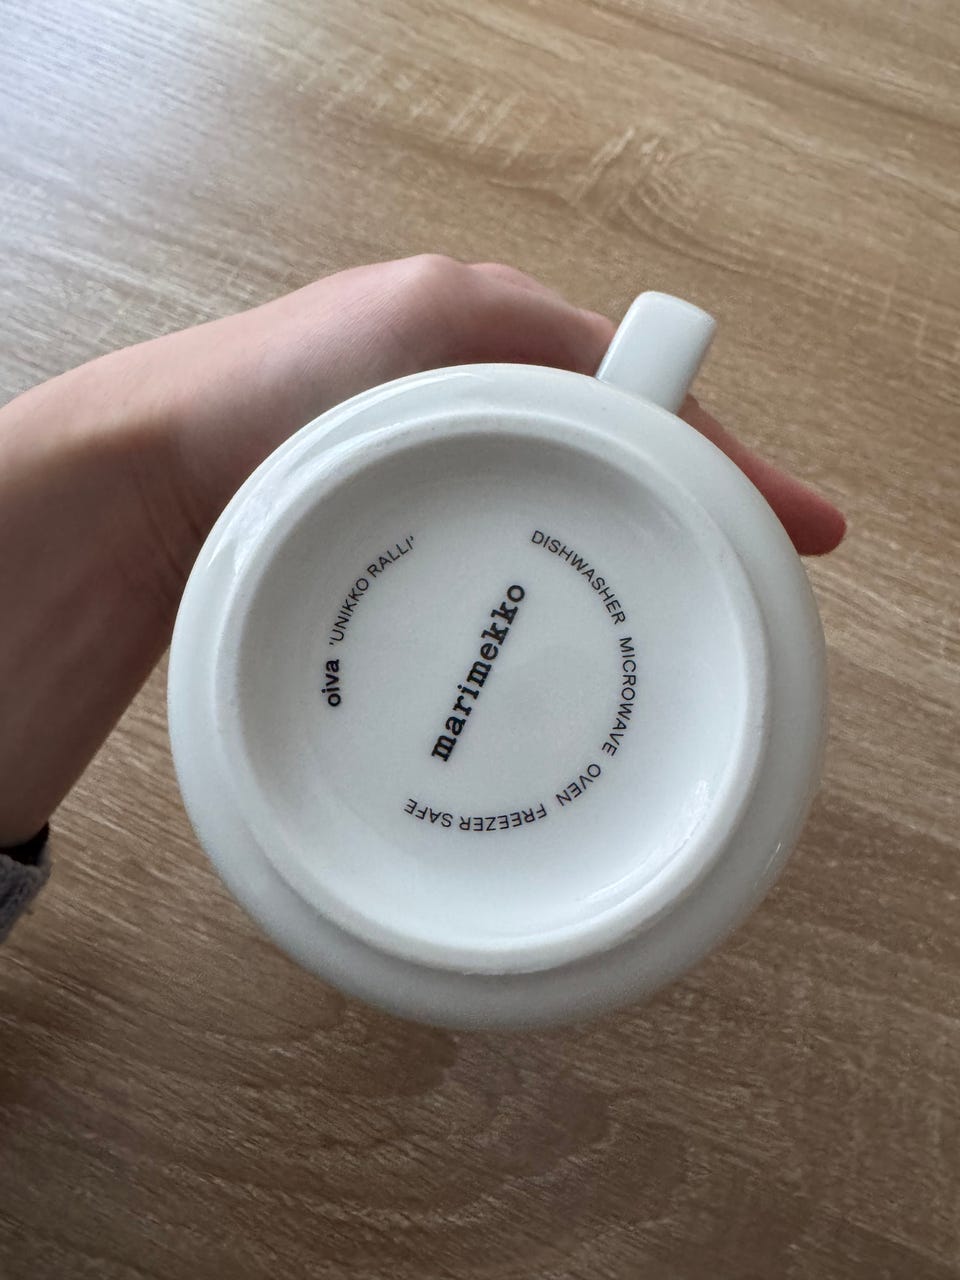 oiva 'UNIKKO RALLI'
marimekko
DISHWASHER MICROWAVE OVEN FREEZER SAFE